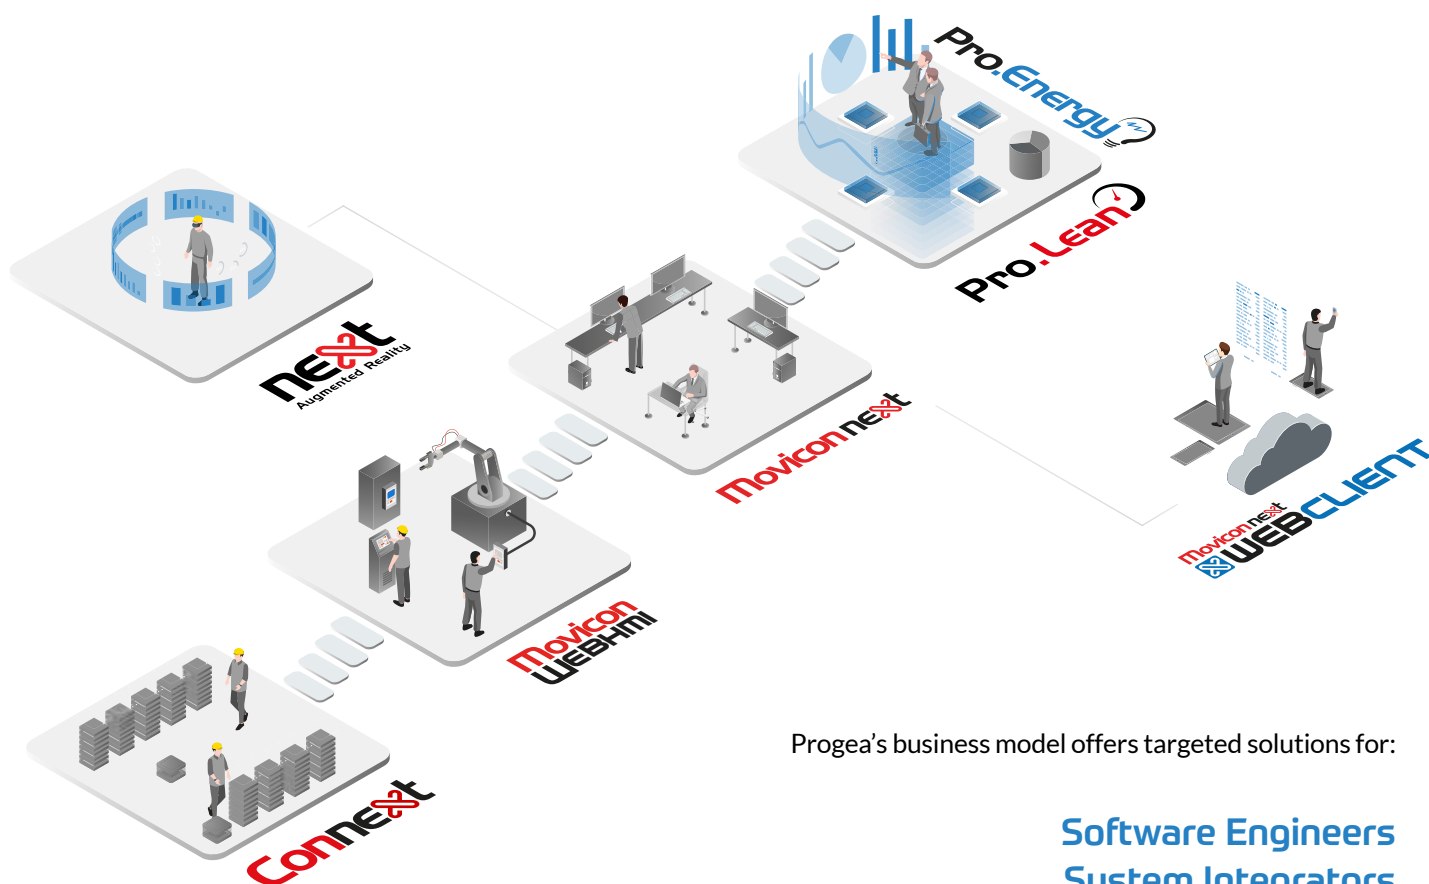 Pro.Energy
Pro.Lean
next
Augmented Reality
movicon next
movicon next
WEBCLIENT
movicon
WEBHMI
Connext
Progea’s business model offers targeted solutions for:
Software Engineers
System Integrators